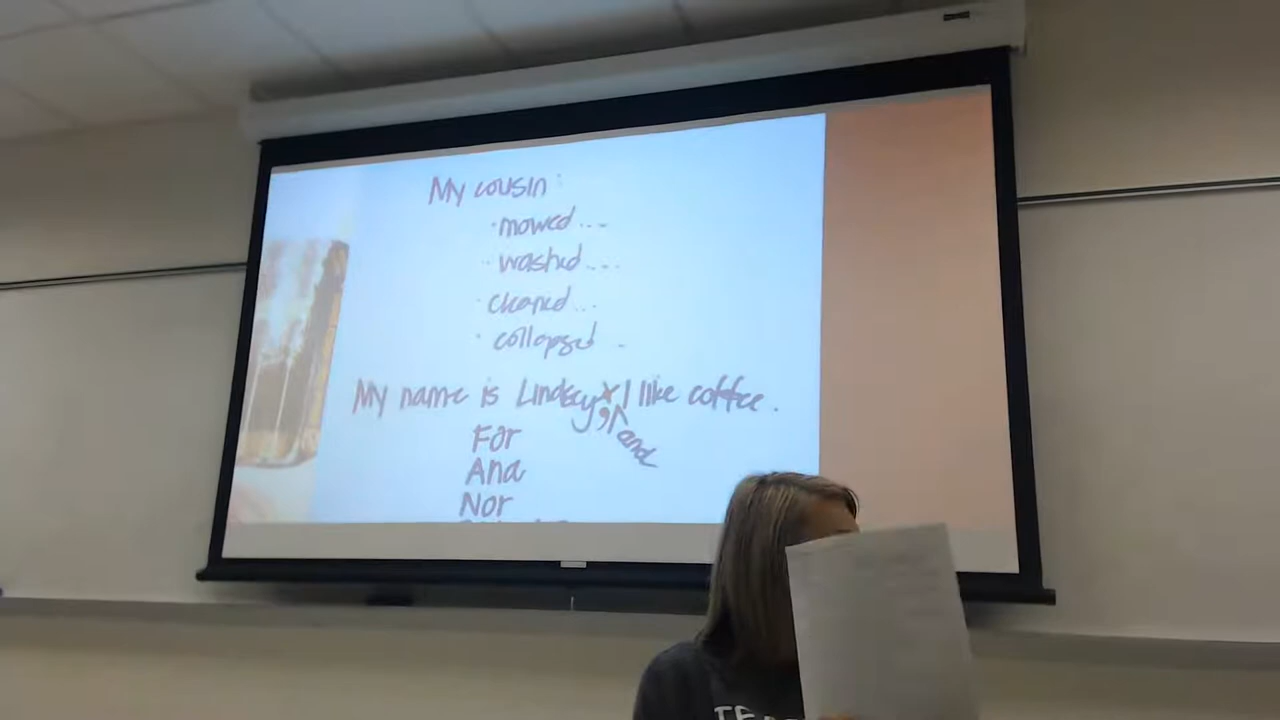 My cousin:
·mowed...
·washed...
·cleaned...
·collapsed..
My name is Lindsey, I like coffee.
and
For
And
Nor